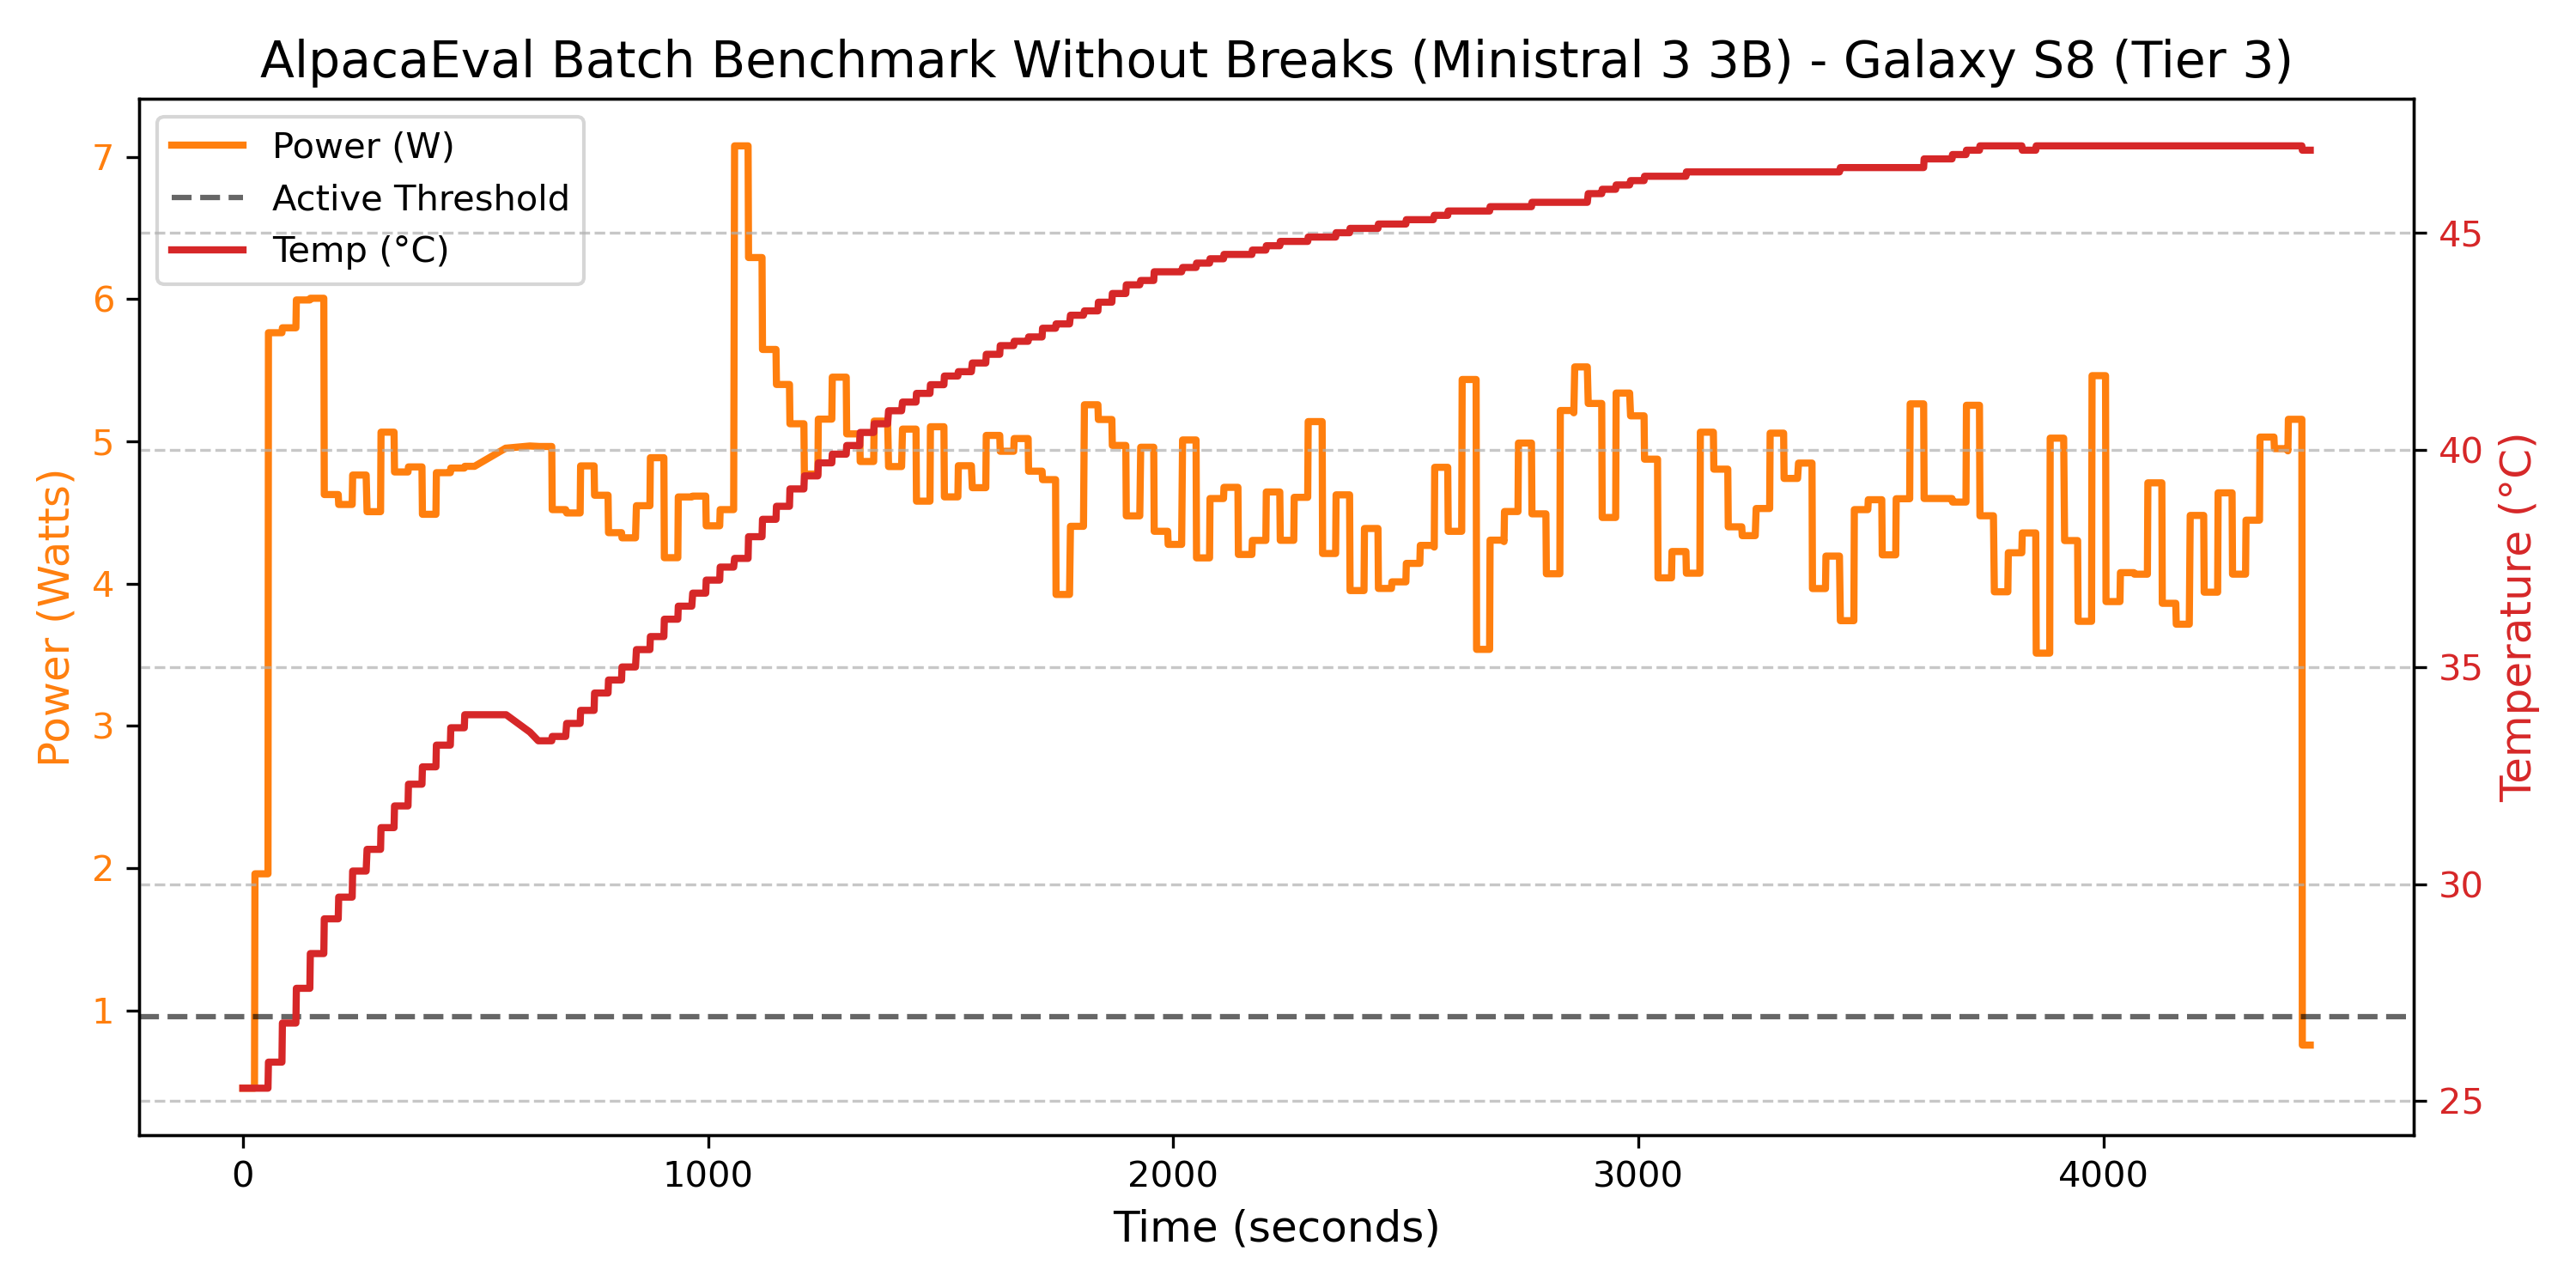 AlpacaEval Batch Benchmark Without Breaks (Ministral 3 3B) - Galaxy S8 (Tier 3)
Power (W)
Active Threshold
Temp (°C)
Power (Watts)
7
6
5
4
3
2
1
45
40
35
30
25
Temperature (°C)
0 1000 2000 3000 4000
Time (seconds)